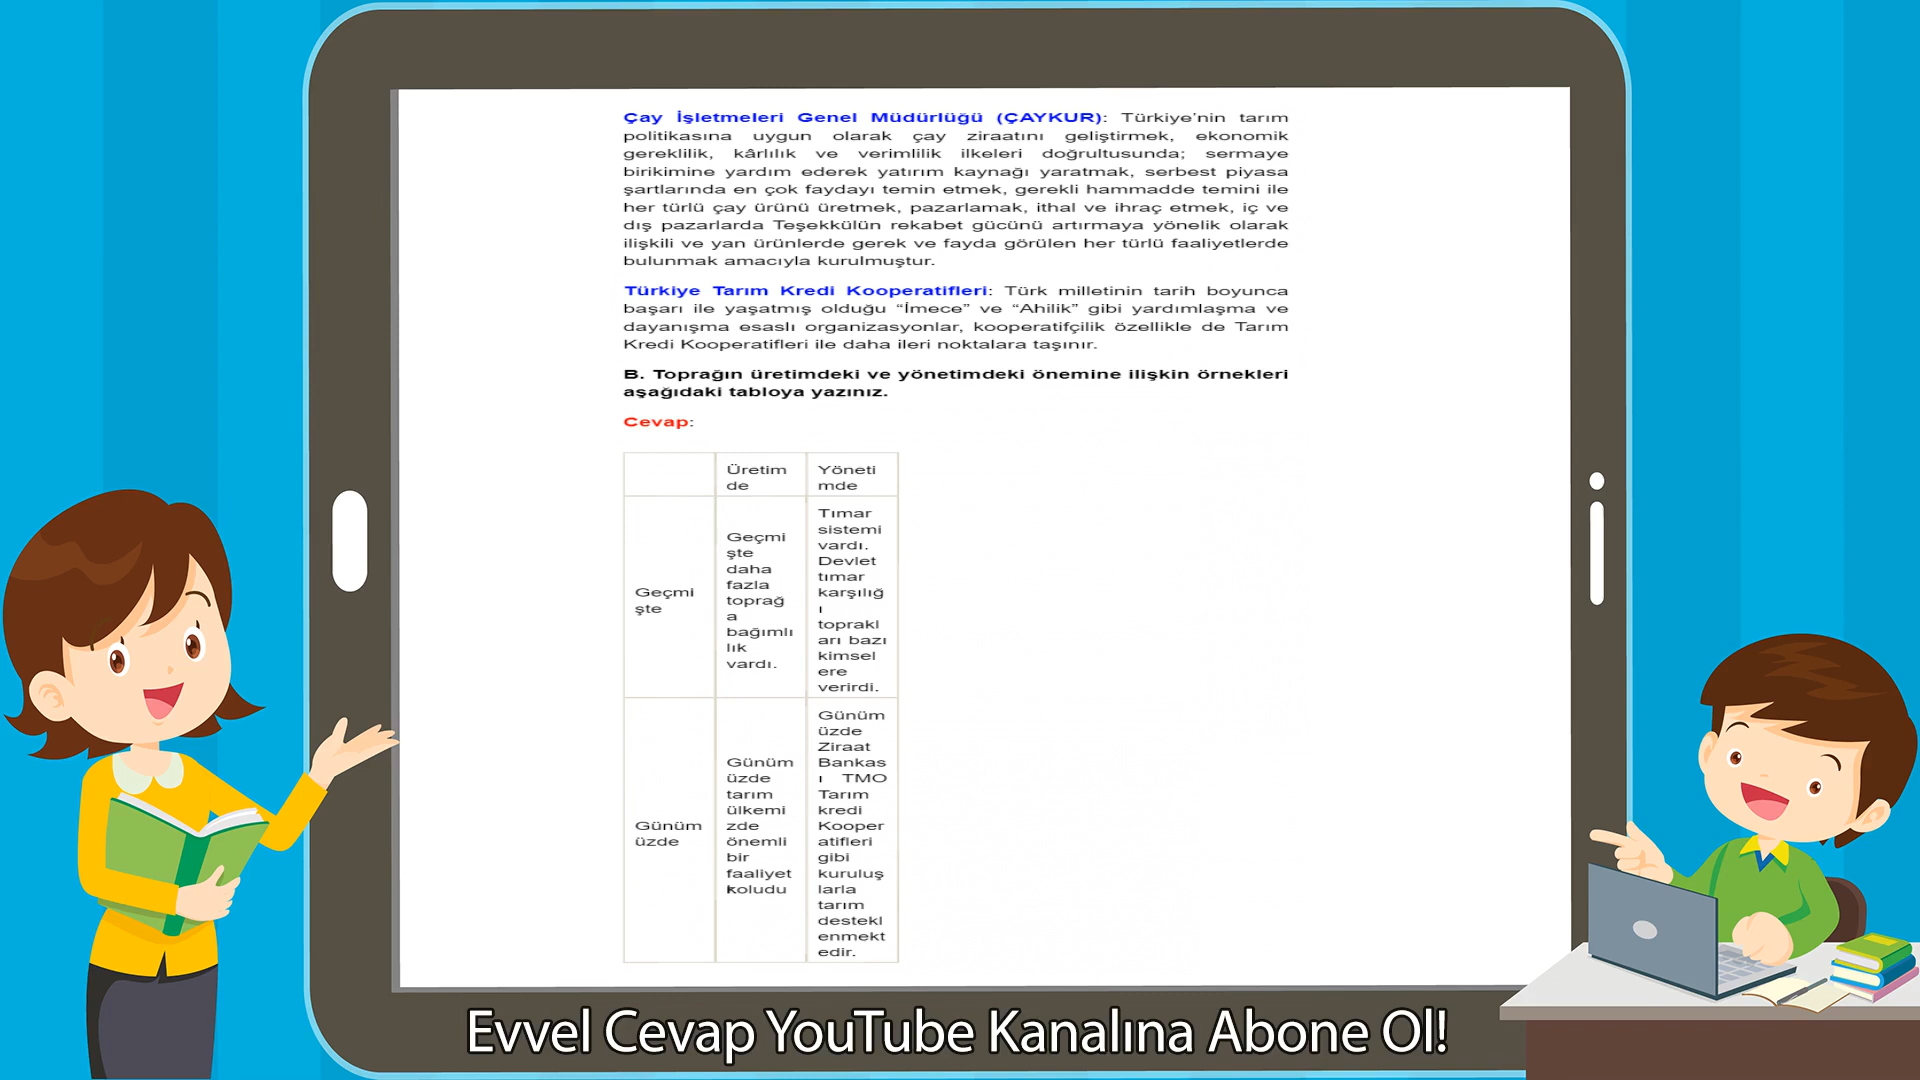 Çay İşletmeleri Genel Müdürlüğü (ÇAYKUR): Türkiye'nin tarım
politikasına uygun olarak çay ziraatını geliştirmek, ekonomik
gereklilik, kârlılık ve verimlilik ilkeleri doğrultusunda; sermaye
birikimine yardım ederek yatırım kaynağı yaratmak, serbest piyasa
şartlarında en çok faydayı temin etmek, gerekli hammadde temini ile
her türlü çay ürünü üretmek, pazarlamak, ithal ve ihraç etmek, iç ve
dış pazarlarda Teşekkülün rekabet gücünü artırmaya yönelik olarak
ilişkili ve yan ürünlerde gerek ve fayda görülen her türlü faaliyetlerde
bulunmak amacıyla kurulmuştur.
Türkiye Tarım Kredi Kooperatifleri: Türk milletinin tarih boyunca
başarı ile yaşatmış olduğu “İmece” ve “Ahilik” gibi yardımlaşma ve
dayanışma esaslı organizasyonlar, kooperatifçilik özellikle de Tarım
Kredi Kooperatifleri ile daha ileri noktalara taşınır.
B. Toprağın üretimdeki ve yönetimdeki önemine ilişkin örnekleri
aşağıdaki tabloya yazınız.
Cevap:
Üretim
de
Yöneti
mde
Geçmi
şte
Geçmi
şte
daha
fazla
toprağ
a
bağımlı
lık
vardı.
Tımar
sistemi
vardı.
Devlet
tımar
karşılığ
ı
toprakl
arı bazı
kimsel
ere
verirdi.
Günüm
üzde
Günüm
üzde
tarım
ülkemi
zde
önemli
bir
faaliyet
koludu
Günüm
üzde
Ziraat
Bankas
ı TMO
Tarım
kredi
Kooper
atifleri
gibi
kuruluş
larla
tarım
destekl
enmekt
edir.
Evvel Cevap YouTube Kanalına Abone Ol!